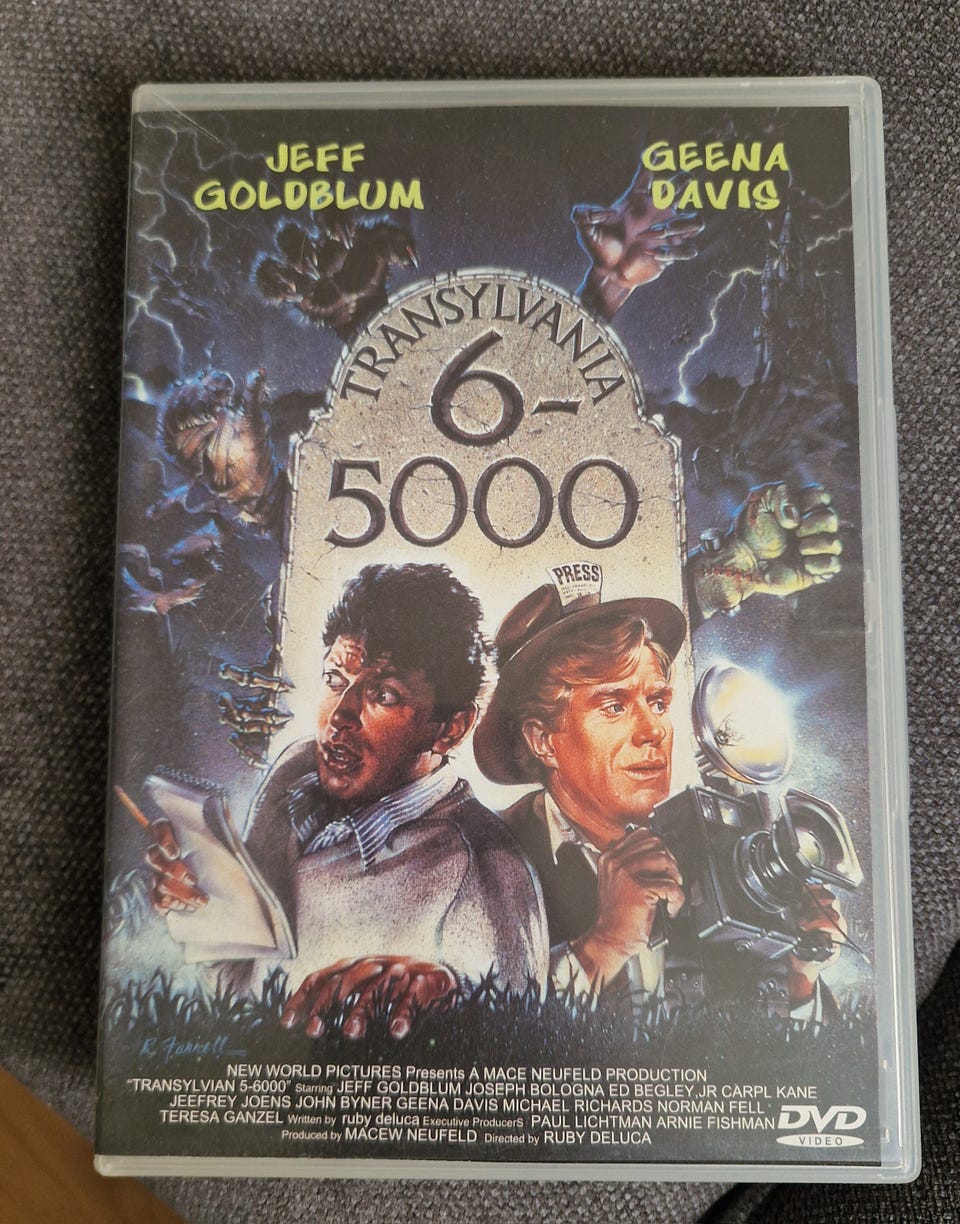 JEFF GOLDBLUM
GEENA DAVIS
TRANSYLVANIA
6-
5000
PRESS
R. Farrell
NEW WORLD PICTURES Presents A MACE NEUFELD PRODUCTION
"TRANSYLVIAN 5-6000" Starring JEFF GOLDBLUM JOSEPH BOLOGNA ED BEGLEY,JR CARPL KANE
JEEFREY JOENS JOHN BYNER GEENA DAVIS MICHAEL RICHARDS NORMAN FELL
TERESA GANZEL Written by ruby deluca Executive ProducerS PAUL LICHTMAN ARNIE FISHMAN
Produced by MACEW NEUFELD Directed by RUBY DELUCA
DVD
VIDEO